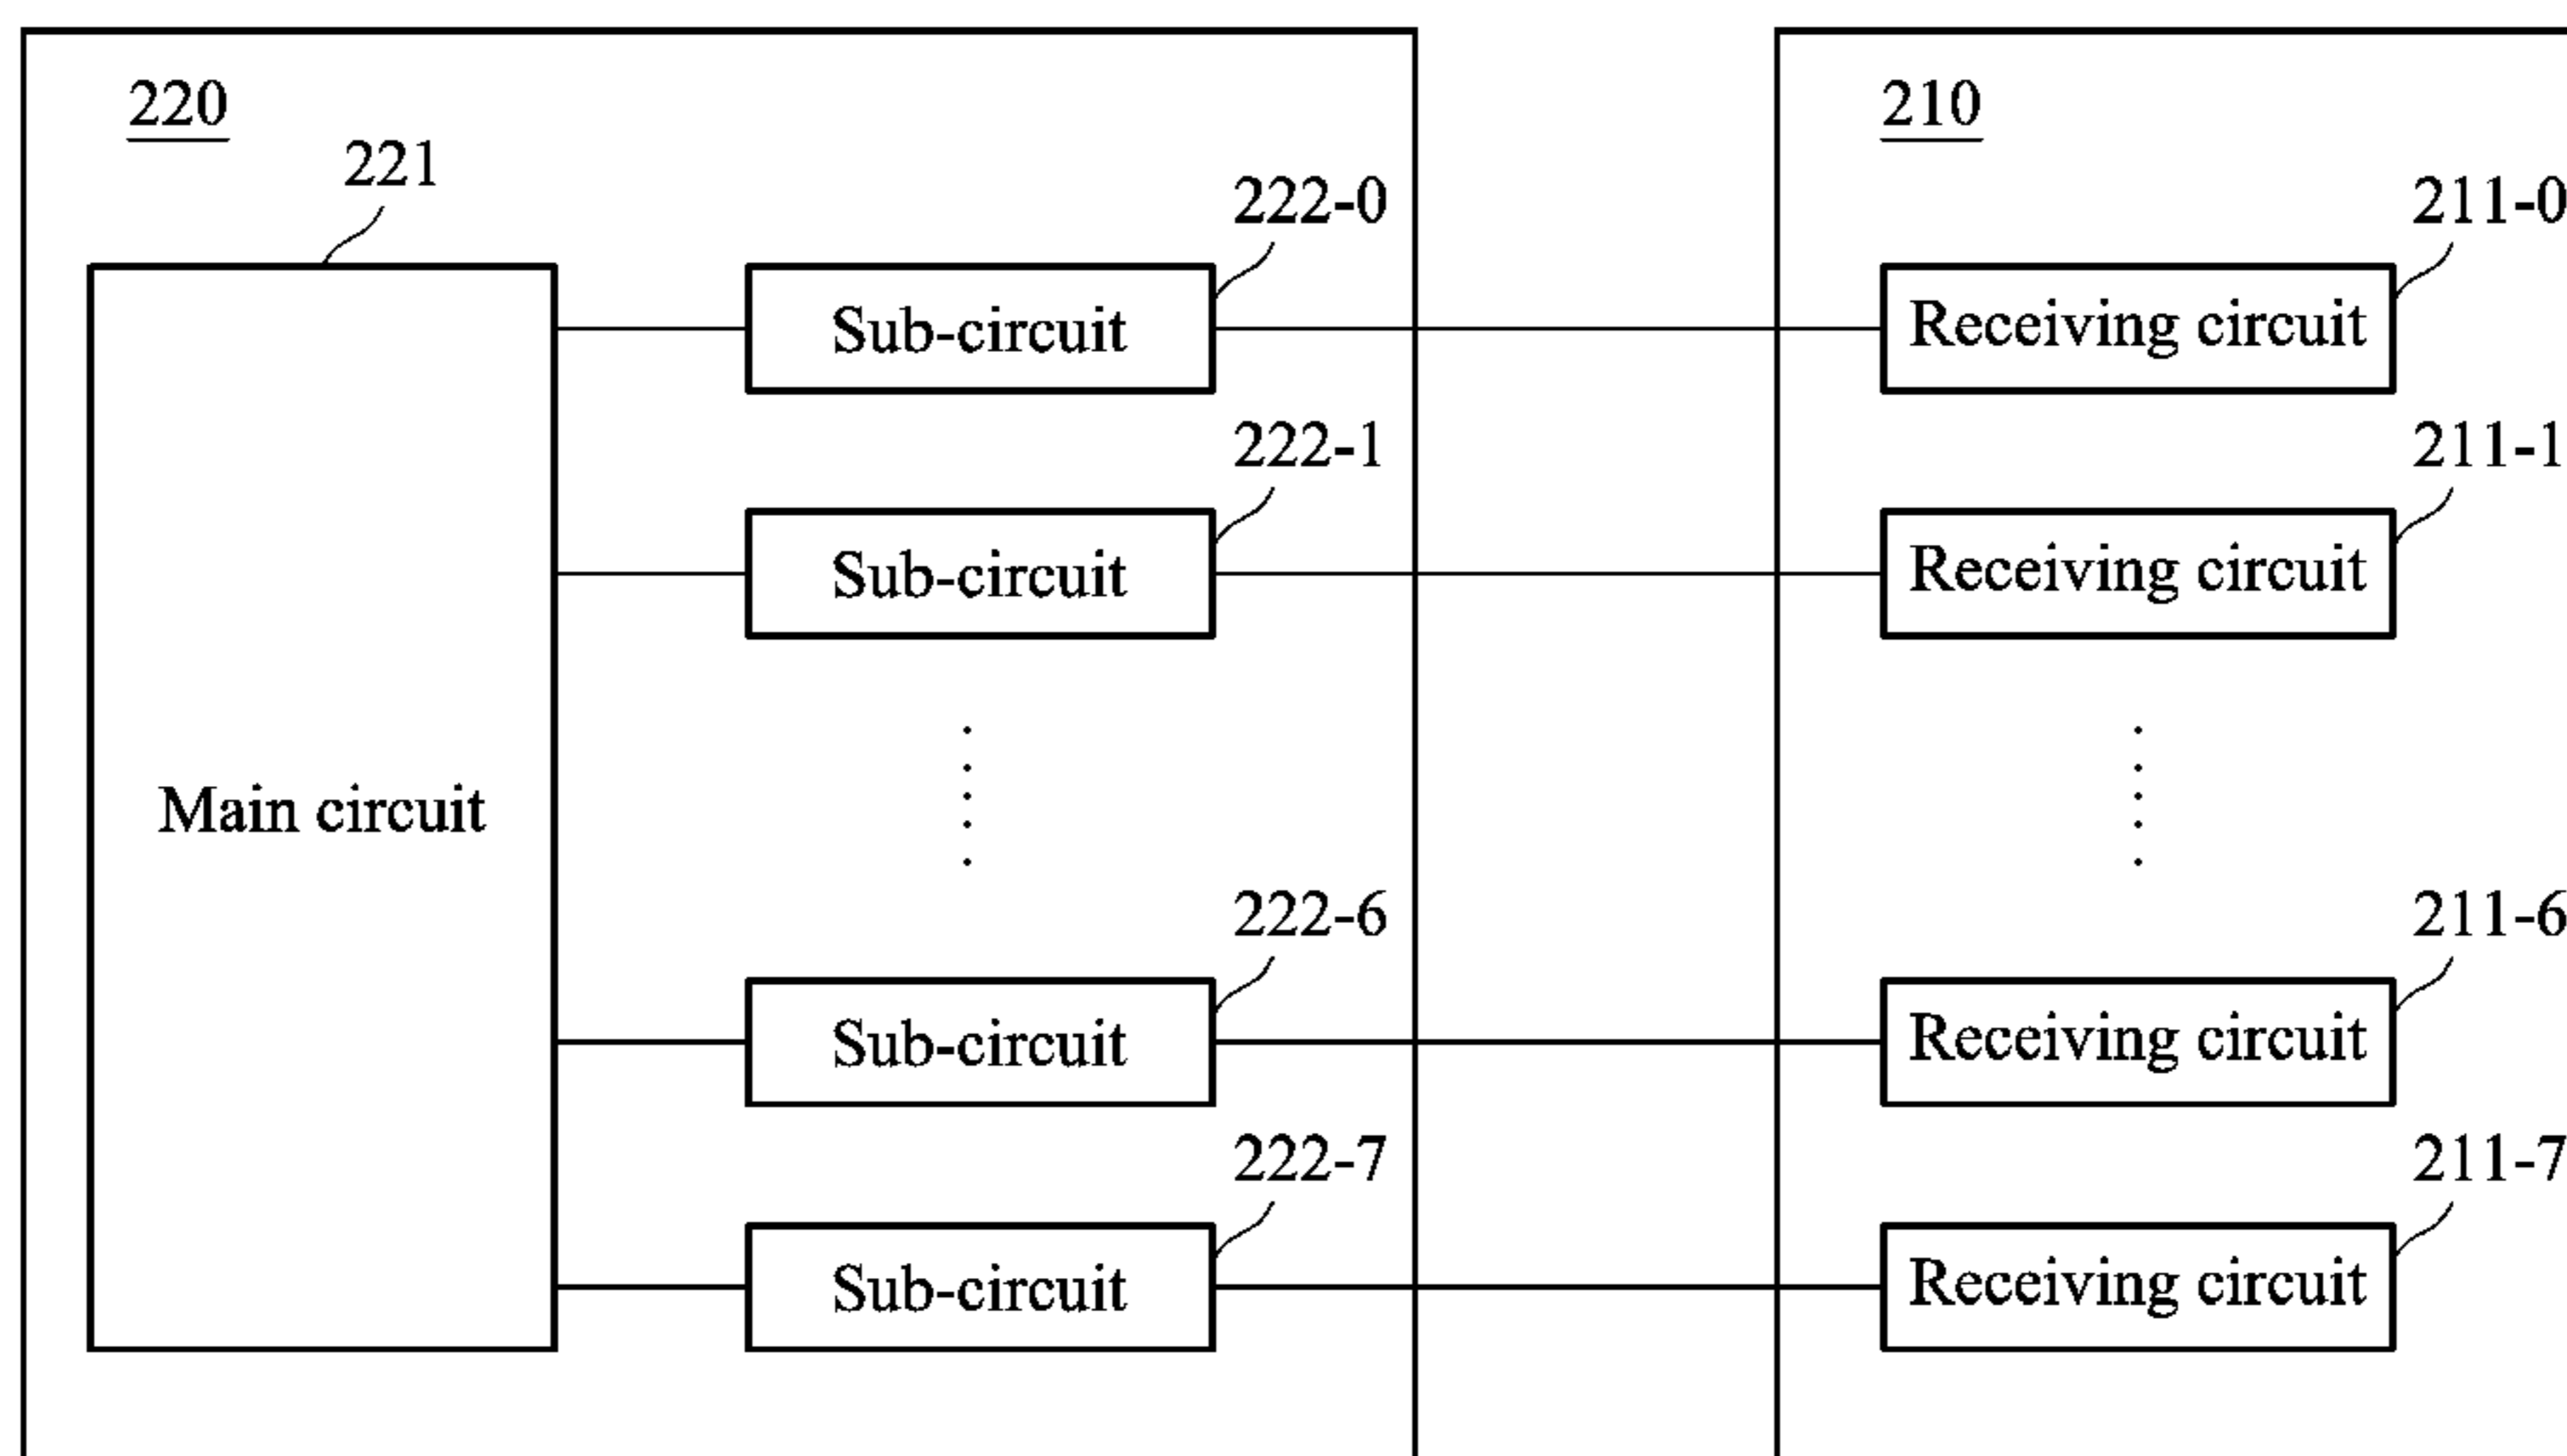 220
210
221
222-0
211-0
Sub-circuit
Receiving circuit
222-1
211-1
Sub-circuit
Receiving circuit
Main circuit
222-6
211-6
Sub-circuit
Receiving circuit
222-7
211-7
Sub-circuit
Receiving circuit